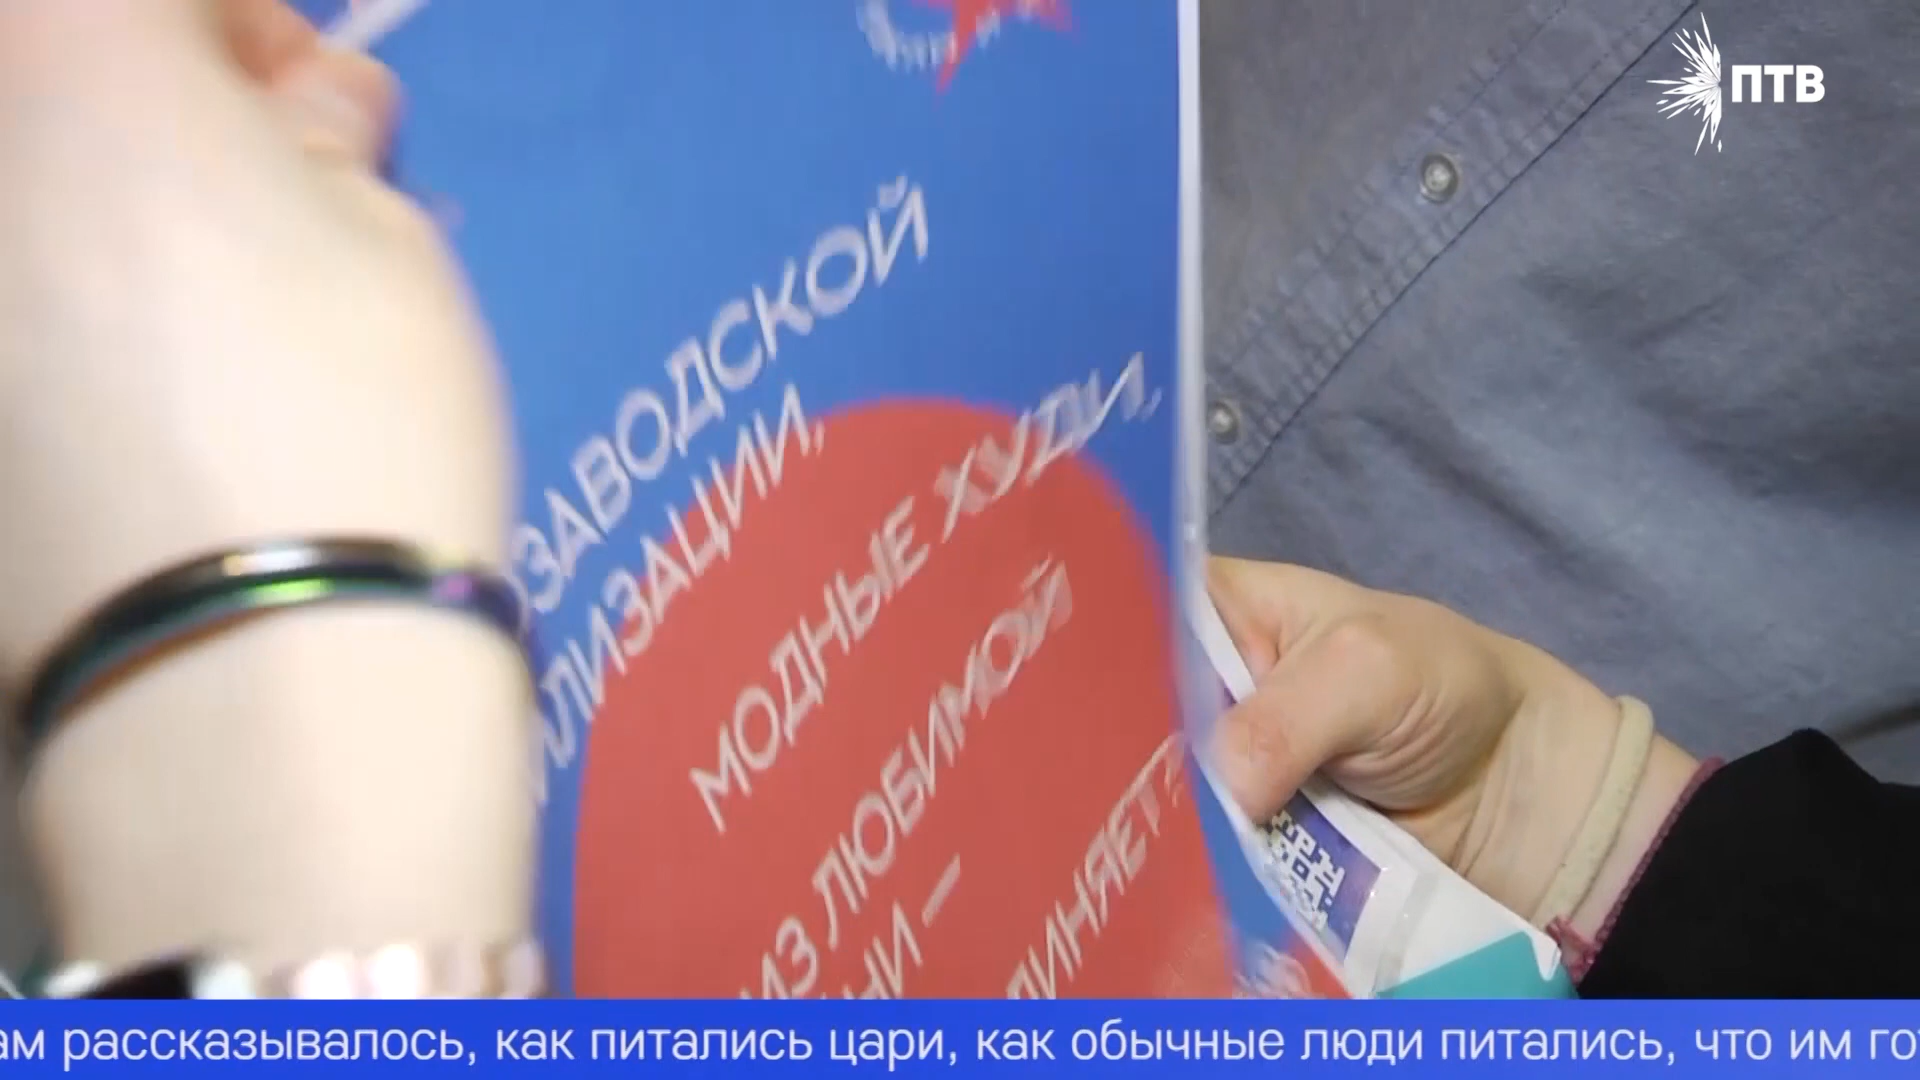 ПТВ
ЗАВОДСКОЙ
ЛИЗАЦИИ,
МОДНЫЕ ХУДИ,
ИЗ ЛЮБИМОЙ
НИ —
ам рассказывалось, как питались цари, как обычные люди питались, что им го